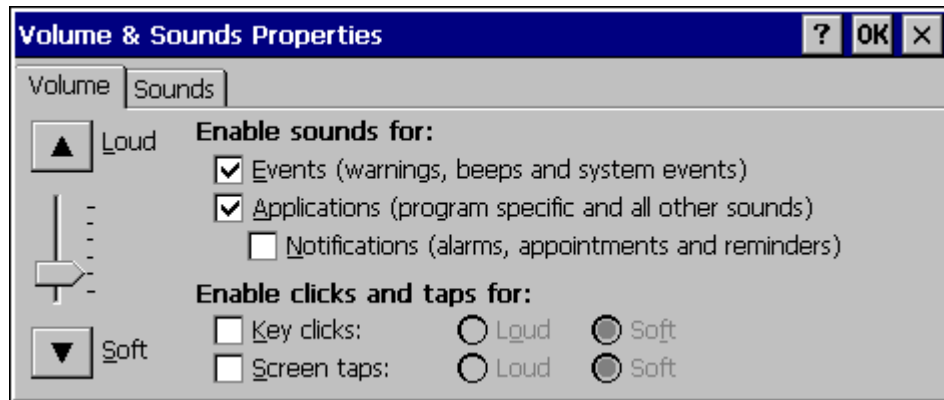 Volume & Sounds Properties ? OK ×
Volume Sounds
Loud
Enable sounds for:
Events (warnings, beeps and system events)
Applications (program specific and all other sounds)
Notifications (alarms, appointments and reminders)
Enable clicks and taps for:
Key clicks: Loud Soft
Soft
Screen taps: Loud Soft